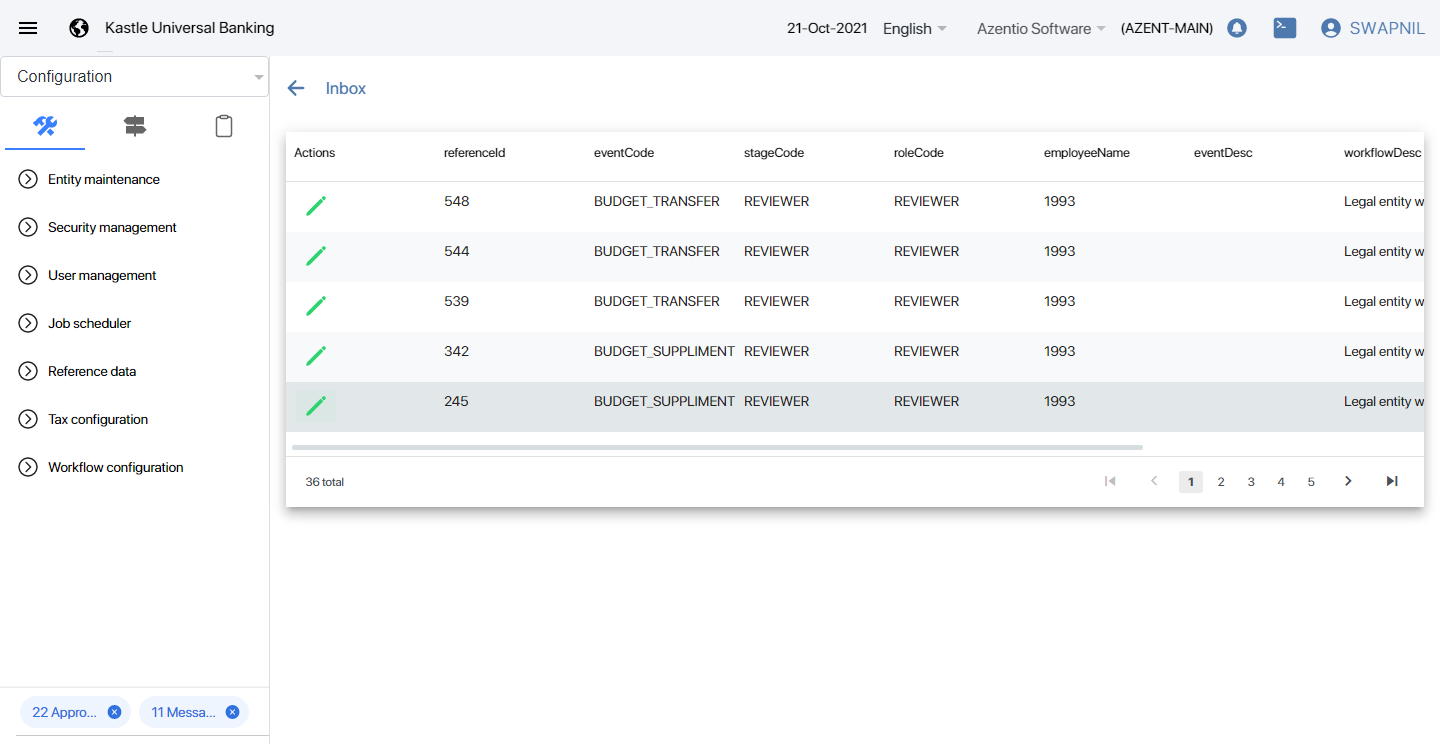 Kastle Universal Banking 21-Oct-2021 English Azentio Software (AZENT-MAIN) SWAPNIL
Configuration
Inbox
Entity maintenance
Security management
User management
Job scheduler
Reference data
Tax configuration
Workflow configuration
Actions referenceId eventCode stageCode roleCode employeeName eventDesc workflowDesc
548 BUDGET_TRANSFER REVIEWER REVIEWER 1993 Legal entity w
544 BUDGET_TRANSFER REVIEWER REVIEWER 1993 Legal entity w
539 BUDGET_TRANSFER REVIEWER REVIEWER 1993 Legal entity w
342 BUDGET_SUPPLIMENT REVIEWER REVIEWER 1993 Legal entity w
245 BUDGET_SUPPLIMENT REVIEWER REVIEWER 1993 Legal entity w
36 total 1 2 3 4 5
22 Appro... 11 Messa...